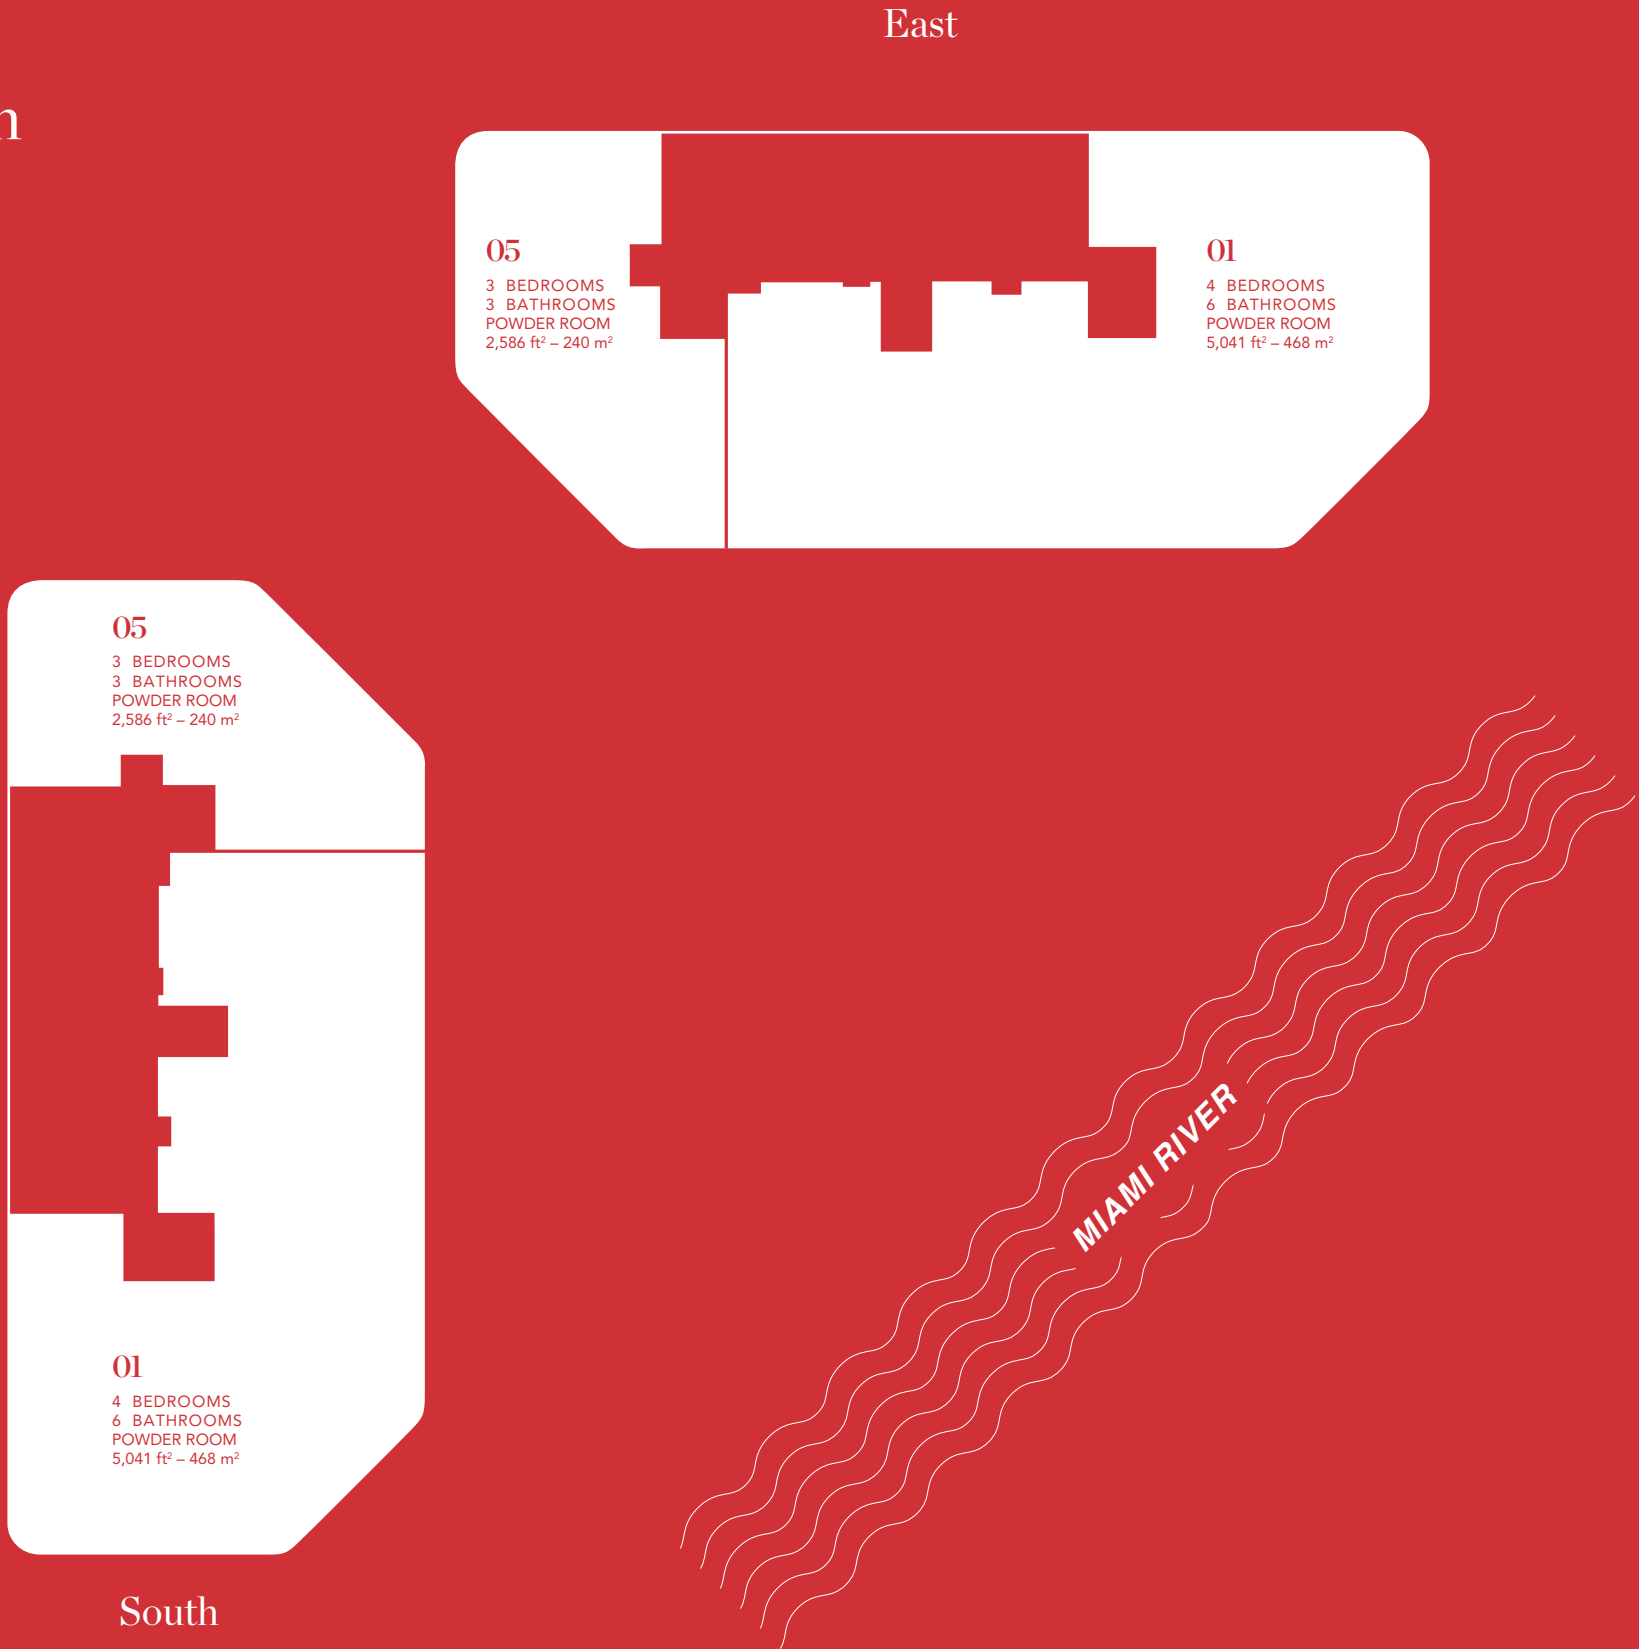 East
05
3 BEDROOMS
3 BATHROOMS
POWDER ROOM
2,586 ft² – 240 m²
01
4 BEDROOMS
6 BATHROOMS
POWDER ROOM
5,041 ft² – 468 m²
05
3 BEDROOMS
3 BATHROOMS
POWDER ROOM
2,586 ft² – 240 m²
MIAMI RIVER
01
4 BEDROOMS
6 BATHROOMS
POWDER ROOM
5,041 ft² – 468 m²
South